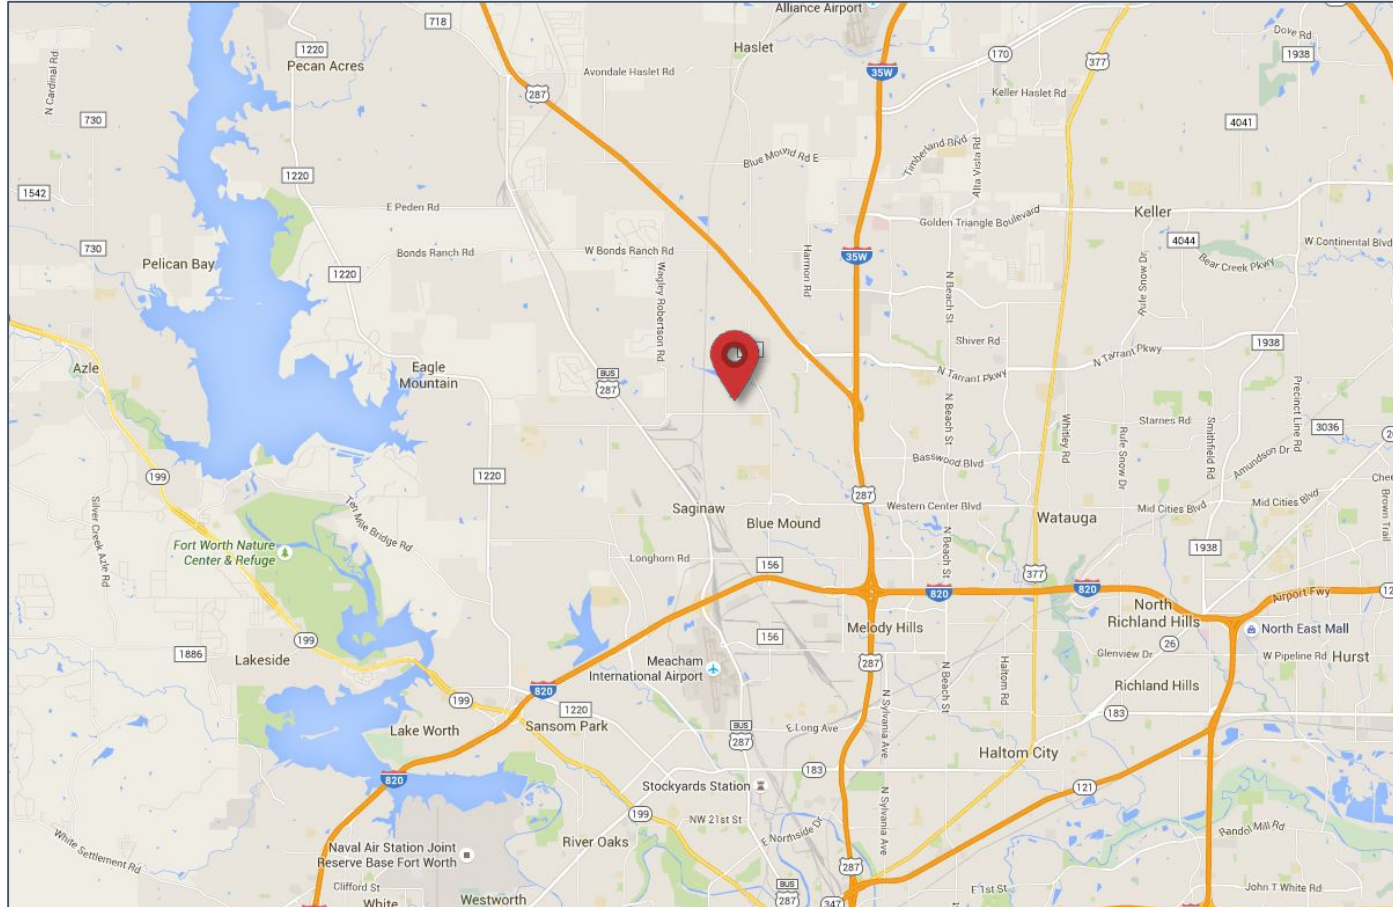 Alliance Airport
718
Haslet
Dove Rd
1220
Pecan Acres
N Cardinal Rd
Avondale Haslet Rd
35W
170
377
1938
287
Keller Haslet Rd
730
4041
Timberland Blvd
Alta Vista Rd
Blue Mound Rd E
1220
1542
E Peden Rd
Golden Triangle Boulevard
Keller
730
Bonds Ranch Rd
W Bonds Ranch Rd
Harmon Rd
35W
4044
W Continental Blvd
Pelican Bay
1220
Wagley Robertson Rd
N Beach St
Rufe Snow Dr
Bear Creek Pkwy
Shiver Rd
1938
N Tarrant Pkwy
N Tarrant Pkwy
Azle
Eagle
Mountain
BUS
287
N Beach St
Whitley Rd
Rufe Snow Dr
Starnes Rd
Smithfield Rd
Precinct Line Rd
3036
Amundson Dr
Basswood Blvd
199
1220
287
Silver Creek Azle Rd
Ten Mile Bridge Rd
Saginaw
Blue Mound
Western Center Blvd
Watauga
Mid Cities Blvd
Mid Cities Blvd
Brown Trail
Fort Worth Nature
Center & Refuge
Longhorn Rd
156
N Beach St
377
1938
820
820
Airport Fwy
North
Richland Hills
199
1886
Lakeside
156
Melody Hills
26
North East Mall
Glenview Dr
W Pipeline Rd
Hurst
Meacham
International Airport
287
N Beach St
Haltom Rd
Richland Hills
820
199
1220
N Sylvania Ave
183
Lake Worth
Sansom Park
BUS
287
E Long Ave
Haltom City
820
183
Stockyards Station
121
199
NW 21st St
E Northside Dr
N Sylvania Ave
White Settlement Rd
Naval Air Station Joint
Reserve Base Fort Worth
River Oaks
Randol Mill Rd
287
Clifford St
White
Westworth
BUS
287
347
E 1st St
John T White Rd